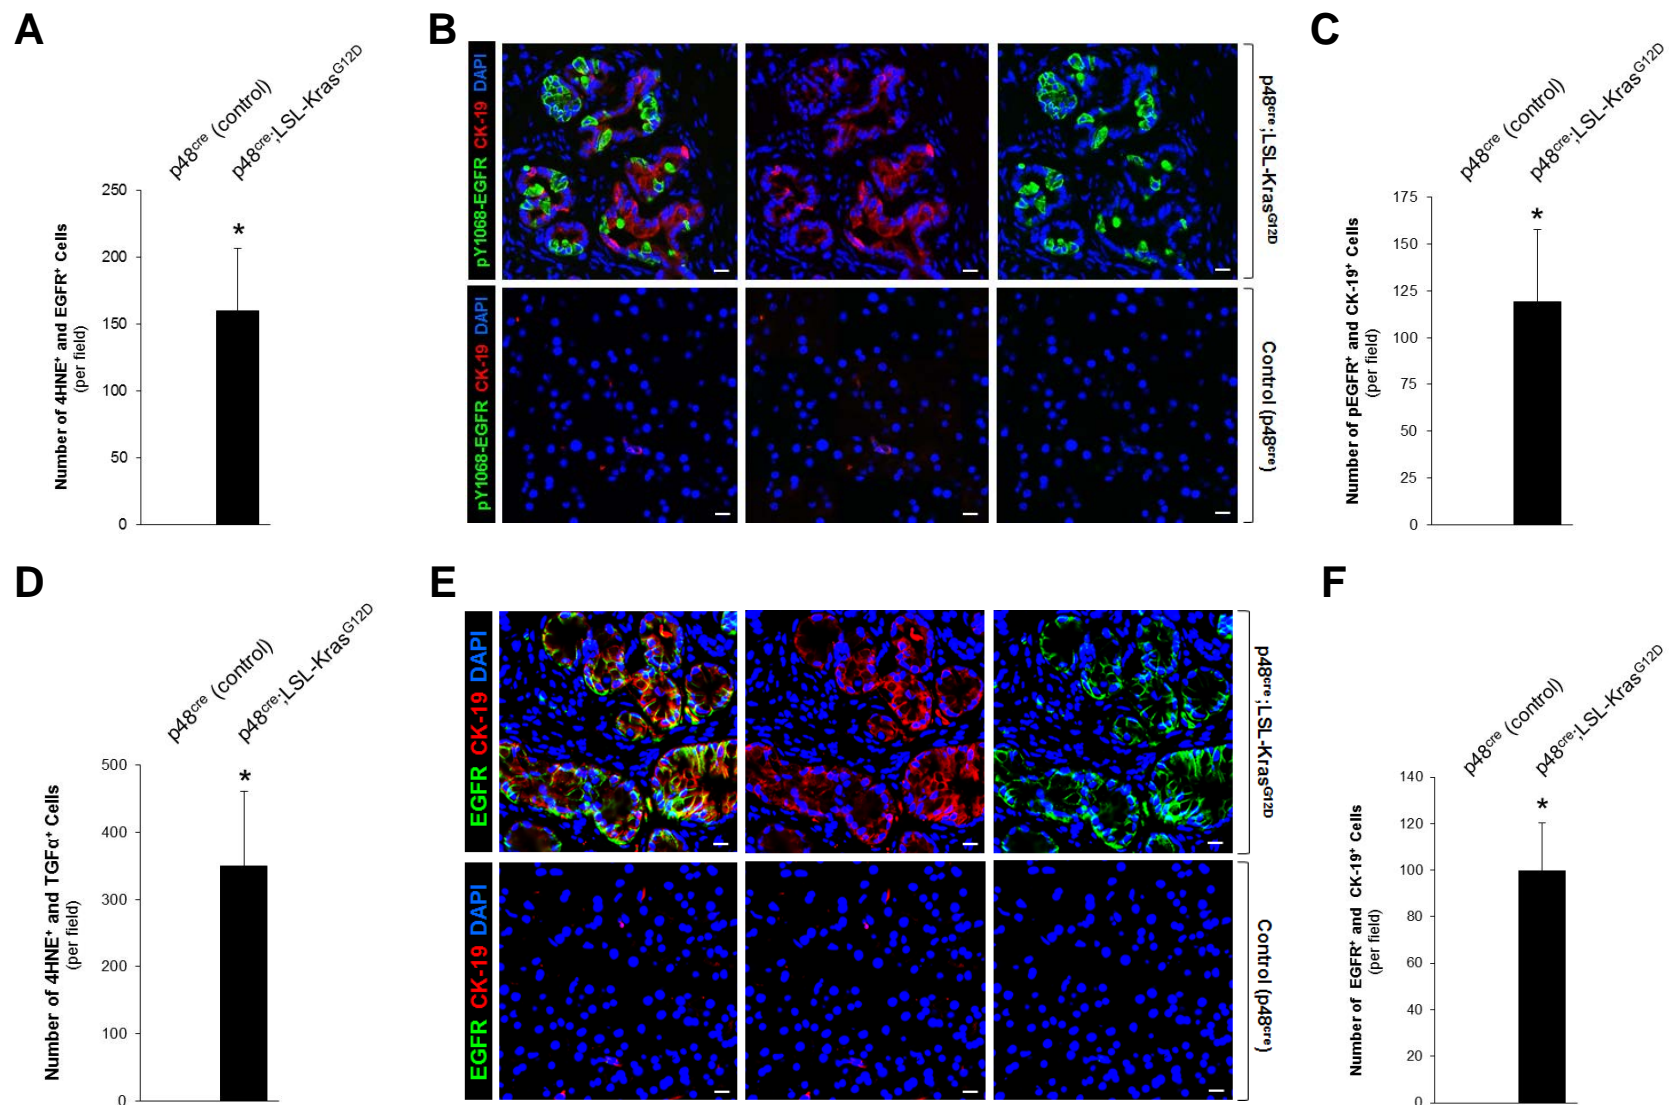 A
p48cre (control)
p48cre;LSL-KrasG12D
250
200
150
100
50
0
*
Number of 4HNE+ and EGFR+ Cells
(per field)
B
pY1068-EGFR CK-19 DAPI
p48cre;LSL-KrasG12D
pY1068-EGFR CK-19 DAPI
Control (p48cre)
C
p48cre (control)
p48cre;LSL-KrasG12D
175
150
125
100
75
50
25
0
*
Number of pEGFR+ and CK-19+ Cells
(per field)
D
p48cre (control)
p48cre;LSL-KrasG12D
500
400
300
200
100
0
*
Number of 4HNE+ and TGFα+ Cells
(per field)
E
EGFR CK-19 DAPI
p48cre;LSL-KrasG12D
EGFR CK-19 DAPI
Control (p48cre)
F
p48cre (control)
p48cre;LSL-KrasG12D
140
120
100
80
60
40
20
0
*
Number of EGFR+ and CK-19+ Cells
(per field)